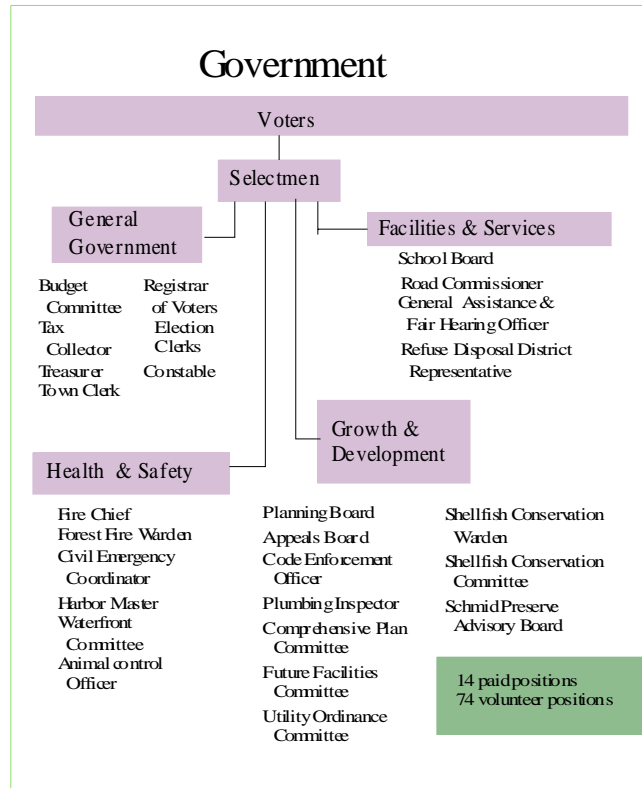 Government
Voters
Selectmen
General
Government
Budget
Committee
Tax
Collector
Treasurer
Town Clerk
Registrar
of Voters
Election
Clerks
Constable
Facilities & Services
School Board
Road Commissioner
General Assistance &
Fair Hearing Officer
Refuse Disposal District
Representative
Health & Safety
Fire Chief
Forest Fire Warden
Civil Emergency
Coordinator
Harbor Master
Waterfront
Committee
Animal control
Officer
Growth &
Development
Planning Board
Appeals Board
Code Enforcement
Officer
Plumbing Inspector
Comprehensive Plan
Committee
Future Facilities
Committee
Utility Ordinance
Committee
Shellfish Conservation
Warden
Shellfish Conservation
Committee
Schmid Preserve
Advisory Board
14 paid positions
74 volunteer positions